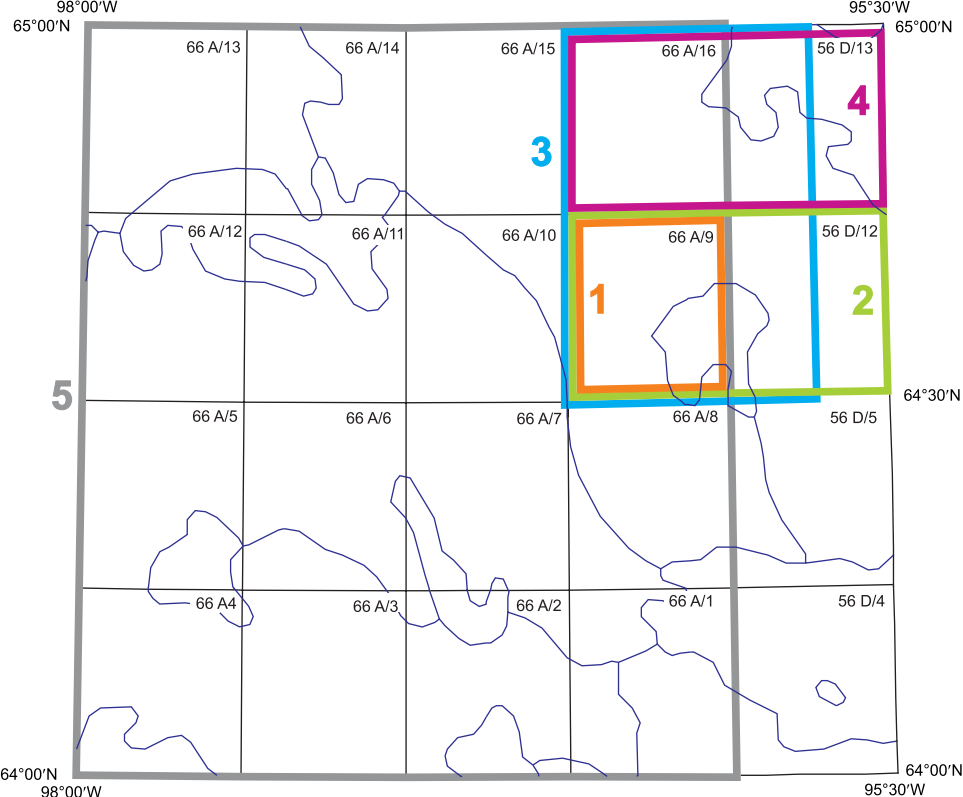 98°00'W 95°30'W
65°00'N 65°00'N
66 A/13 66 A/14 66 A/15 66 A/16 56 D/13
4
3
66 A/12 66 A/11 66 A/10 66 A/9 56 D/12
1 2
5
64°30'N
66 A/5 66 A/6 66 A/7 66 A/8 56 D/5
66 A4 66 A/3 66 A/2 66 A/1 56 D/4
64°00'N 64°00'N
98°00'W 95°30'W